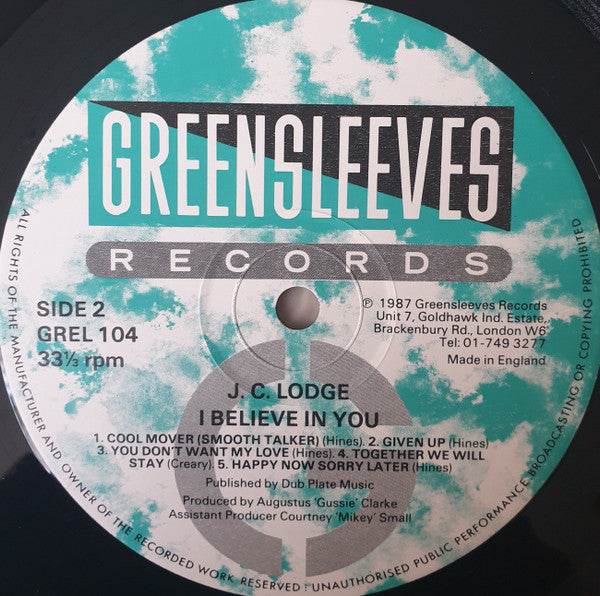 GREENSLEEVES
RECORDS
SIDE 2
GREL 104
33⅓ rpm
℗ 1987 Greensleeves Records
Unit 7, Goldhawk Ind. Estate,
Brackenbury Rd., London W6
Tel: 01-749 3277
Made in England
J. C. LODGE
I BELIEVE IN YOU
1. COOL MOVER (SMOOTH TALKER) (Hines). 2. GIVEN UP (Hines)
3. YOU DON'T WANT MY LOVE (Hines). 4. TOGETHER WE WILL
STAY (Creary). 5. HAPPY NOW SORRY LATER (Hines)
Published by Dub Plate Music
Produced by Augustus 'Gussie' Clarke
Assistant Producer Courtney 'Mikey' Small
ALL RIGHTS OF THE MANUFACTURER AND OWNER OF THE RECORDED WORK RESERVED : UNAUTHORISED PUBLIC PERFORMANCE BROADCASTING OR COPYING PROHIBITED